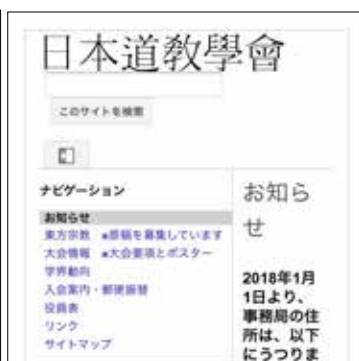 日本道教學會
このサイトを検索
ナビゲーション
お知らせ
東方宗教 ★原稿を募集しています
大会情報 ★大会要項とポスター
学界動向
入会案内・郵便振替
役員表
リンク
サイトマップ
お知ら
せ
2018年1月
1日より、
事務局の住
所は、以下
にうつりま